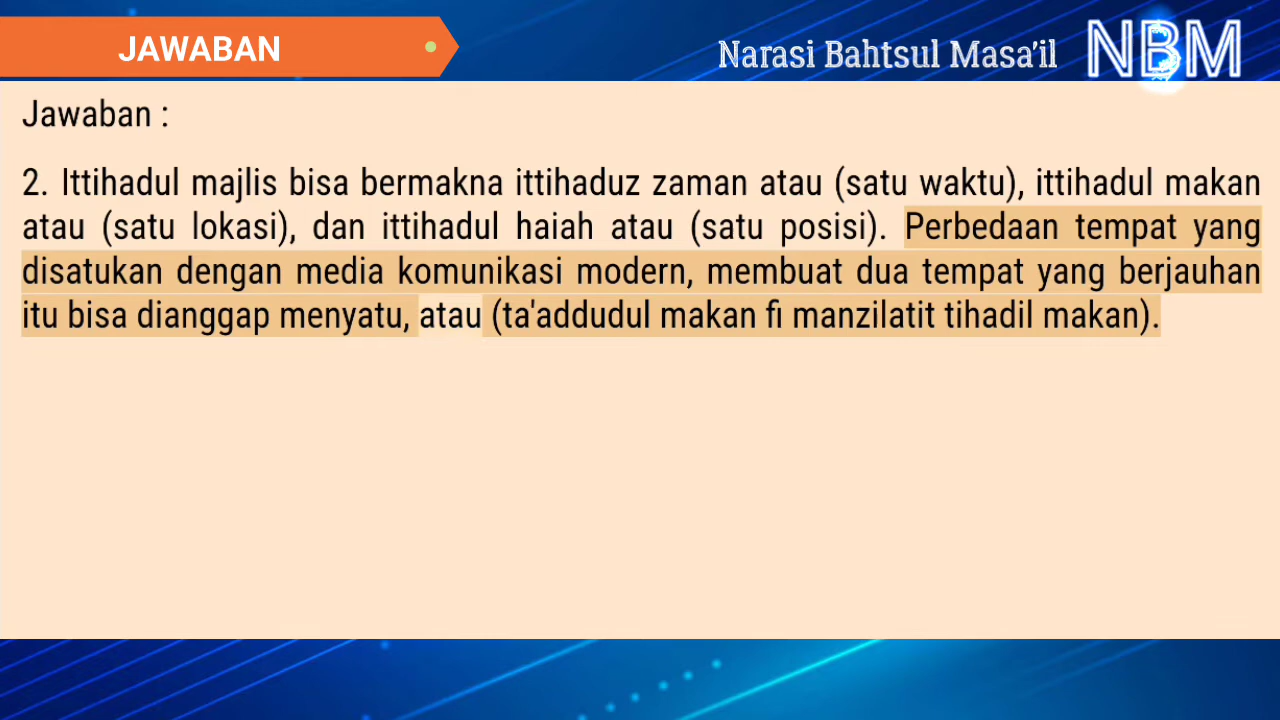 JAWABAN
Narasi Bahtsul Masa'il
NBM
Jawaban :
2. Ittihadul majlis bisa bermakna ittihaduz zaman atau (satu waktu), ittihadul makan
atau (satu lokasi), dan ittihadul haiah atau (satu posisi). Perbedaan tempat yang
disatukan dengan media komunikasi modern, membuat dua tempat yang berjauhan
itu bisa dianggap menyatu, atau (ta'addudul makan fi manzilatit tihadil makan).